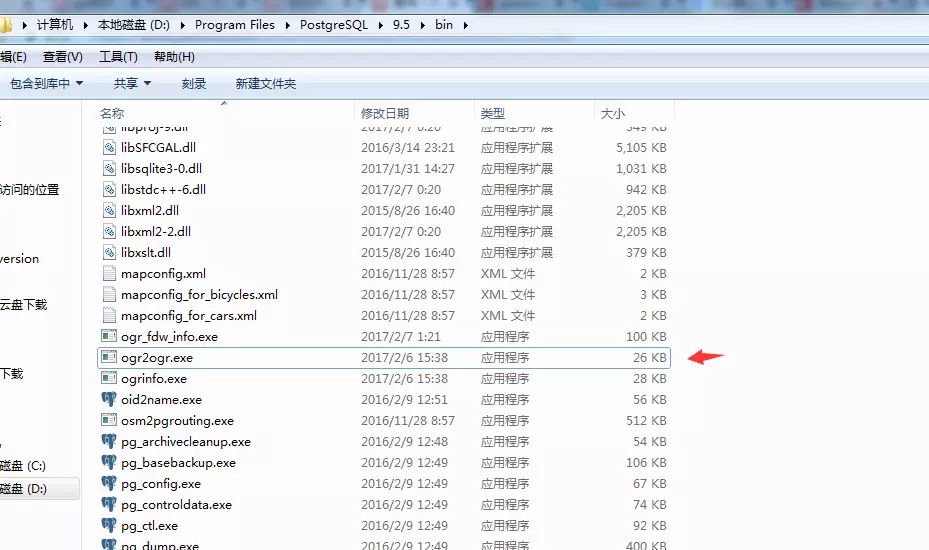 计算机 本地磁盘 (D:) Program Files PostgreSQL 9.5 bin
辑(E) 查看(V) 工具(T) 帮助(H)
包含到库中 共享 刻录 新建文件夹
名称 修改日期 类型 大小
libproj-9.dll 2017/2/7 0:20 应用程序扩展 549 KB
libSFCGAL.dll 2016/3/14 23:21 应用程序扩展 5,105 KB
libsqlite3-0.dll 2017/1/31 14:27 应用程序扩展 1,031 KB
访问的位置 libstdc++-6.dll 2017/2/7 0:20 应用程序扩展 942 KB
libxml2.dll 2015/8/26 16:40 应用程序扩展 2,205 KB
libxml2-2.dll 2017/2/7 0:20 应用程序扩展 2,205 KB
version libxslt.dll 2015/8/26 16:40 应用程序扩展 379 KB
mapconfig.xml 2016/11/28 8:57 XML 文件 2 KB
云盘下载 mapconfig_for_bicycles.xml 2016/11/28 8:57 XML 文件 3 KB
mapconfig_for_cars.xml 2016/11/28 8:57 XML 文件 2 KB
ogr_fdw_info.exe 2017/2/7 1:21 应用程序 100 KB
ogr2ogr.exe 2017/2/6 15:38 应用程序 26 KB
下载 ogrinfo.exe 2017/2/6 15:38 应用程序 28 KB
oid2name.exe 2016/2/9 12:51 应用程序 56 KB
osm2pgrouting.exe 2016/11/28 8:57 应用程序 512 KB
pg_archivecleanup.exe 2016/2/9 12:48 应用程序 54 KB
磁盘 (C:) pg_basebackup.exe 2016/2/9 12:49 应用程序 106 KB
磁盘 (D:) pg_config.exe 2016/2/9 12:49 应用程序 67 KB
pg_controldata.exe 2016/2/9 12:49 应用程序 74 KB
pg_ctl.exe 2016/2/9 12:49 应用程序 92 KB
pg_dump.exe 2016/2/9 12:49 应用程序 400 KB